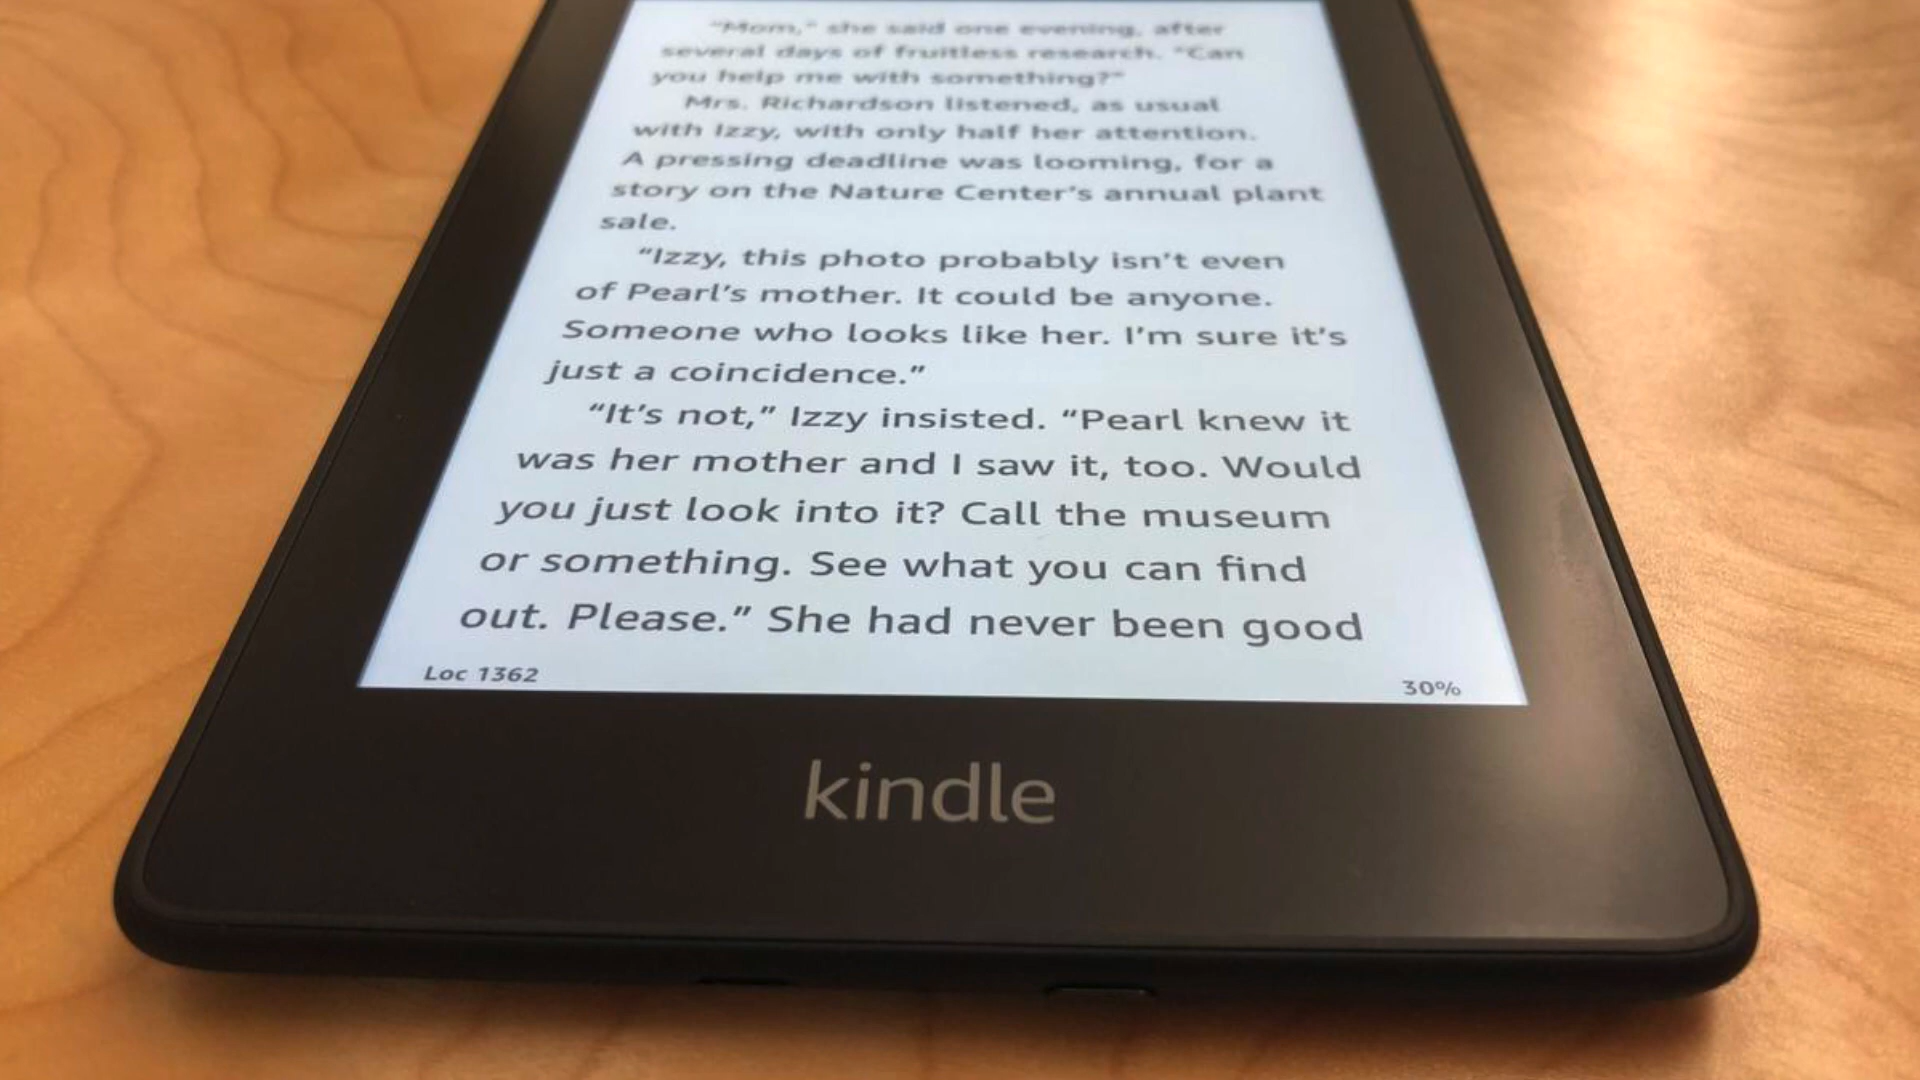 “Mom,” she said one evening, after
several days of fruitless research. “Can
you help me with something?”
Mrs. Richardson listened, as usual
with Izzy, with only half her attention.
A pressing deadline was looming, for a
story on the Nature Center’s annual plant
sale.
“Izzy, this photo probably isn’t even
of Pearl’s mother. It could be anyone.
Someone who looks like her. I’m sure it’s
just a coincidence.”
“It’s not,” Izzy insisted. “Pearl knew it
was her mother and I saw it, too. Would
you just look into it? Call the museum
or something. See what you can find
out. Please.” She had never been good
Loc 1362 30%
kindle